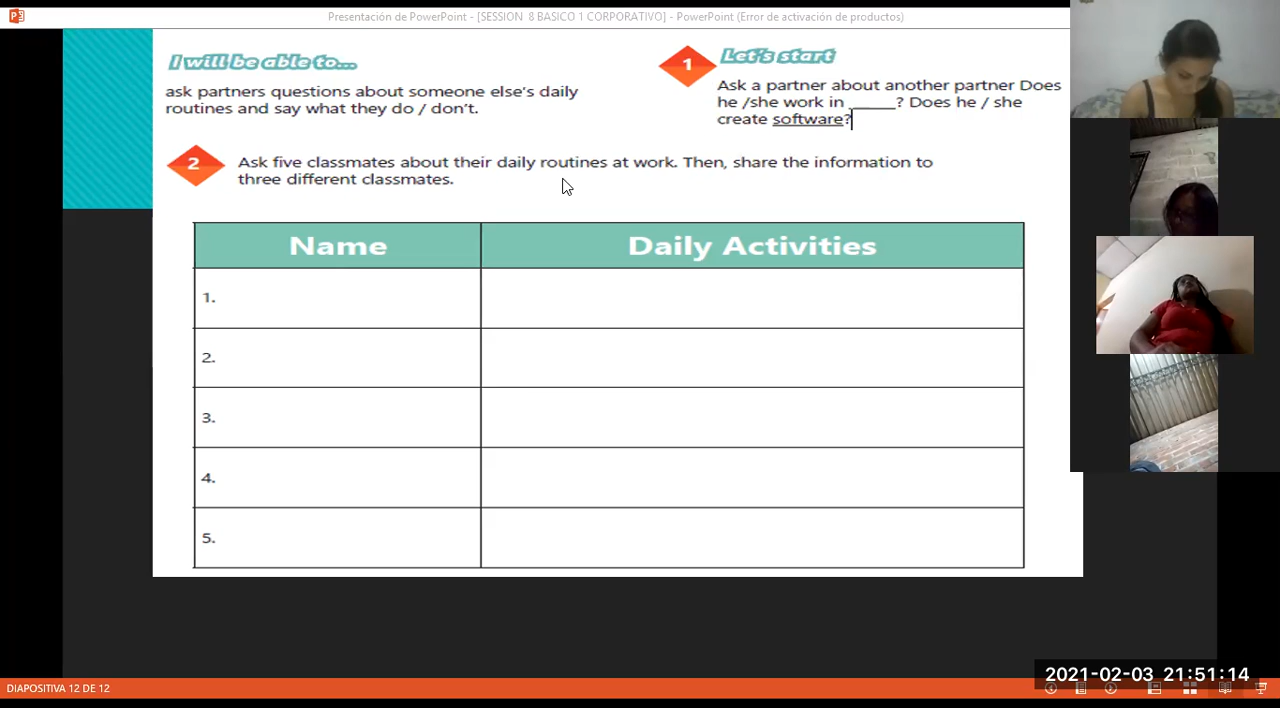 Presentación de PowerPoint - [SESSION 8 BASICO 1 CORPORATIVO] - PowerPoint (Error de activación de productos)
I will be able to...
ask partners questions about someone else's daily
routines and say what they do / don't.
1
Let's start
Ask a partner about another partner Does
he /she work in ______? Does he / she
create software?
2
Ask five classmates about their daily routines at work. Then, share the information to
three different classmates.
Name
Daily Activities
1.
2.
3.
4.
5.
2021-02-03 21:51:14
DIAPOSITIVA 12 DE 12